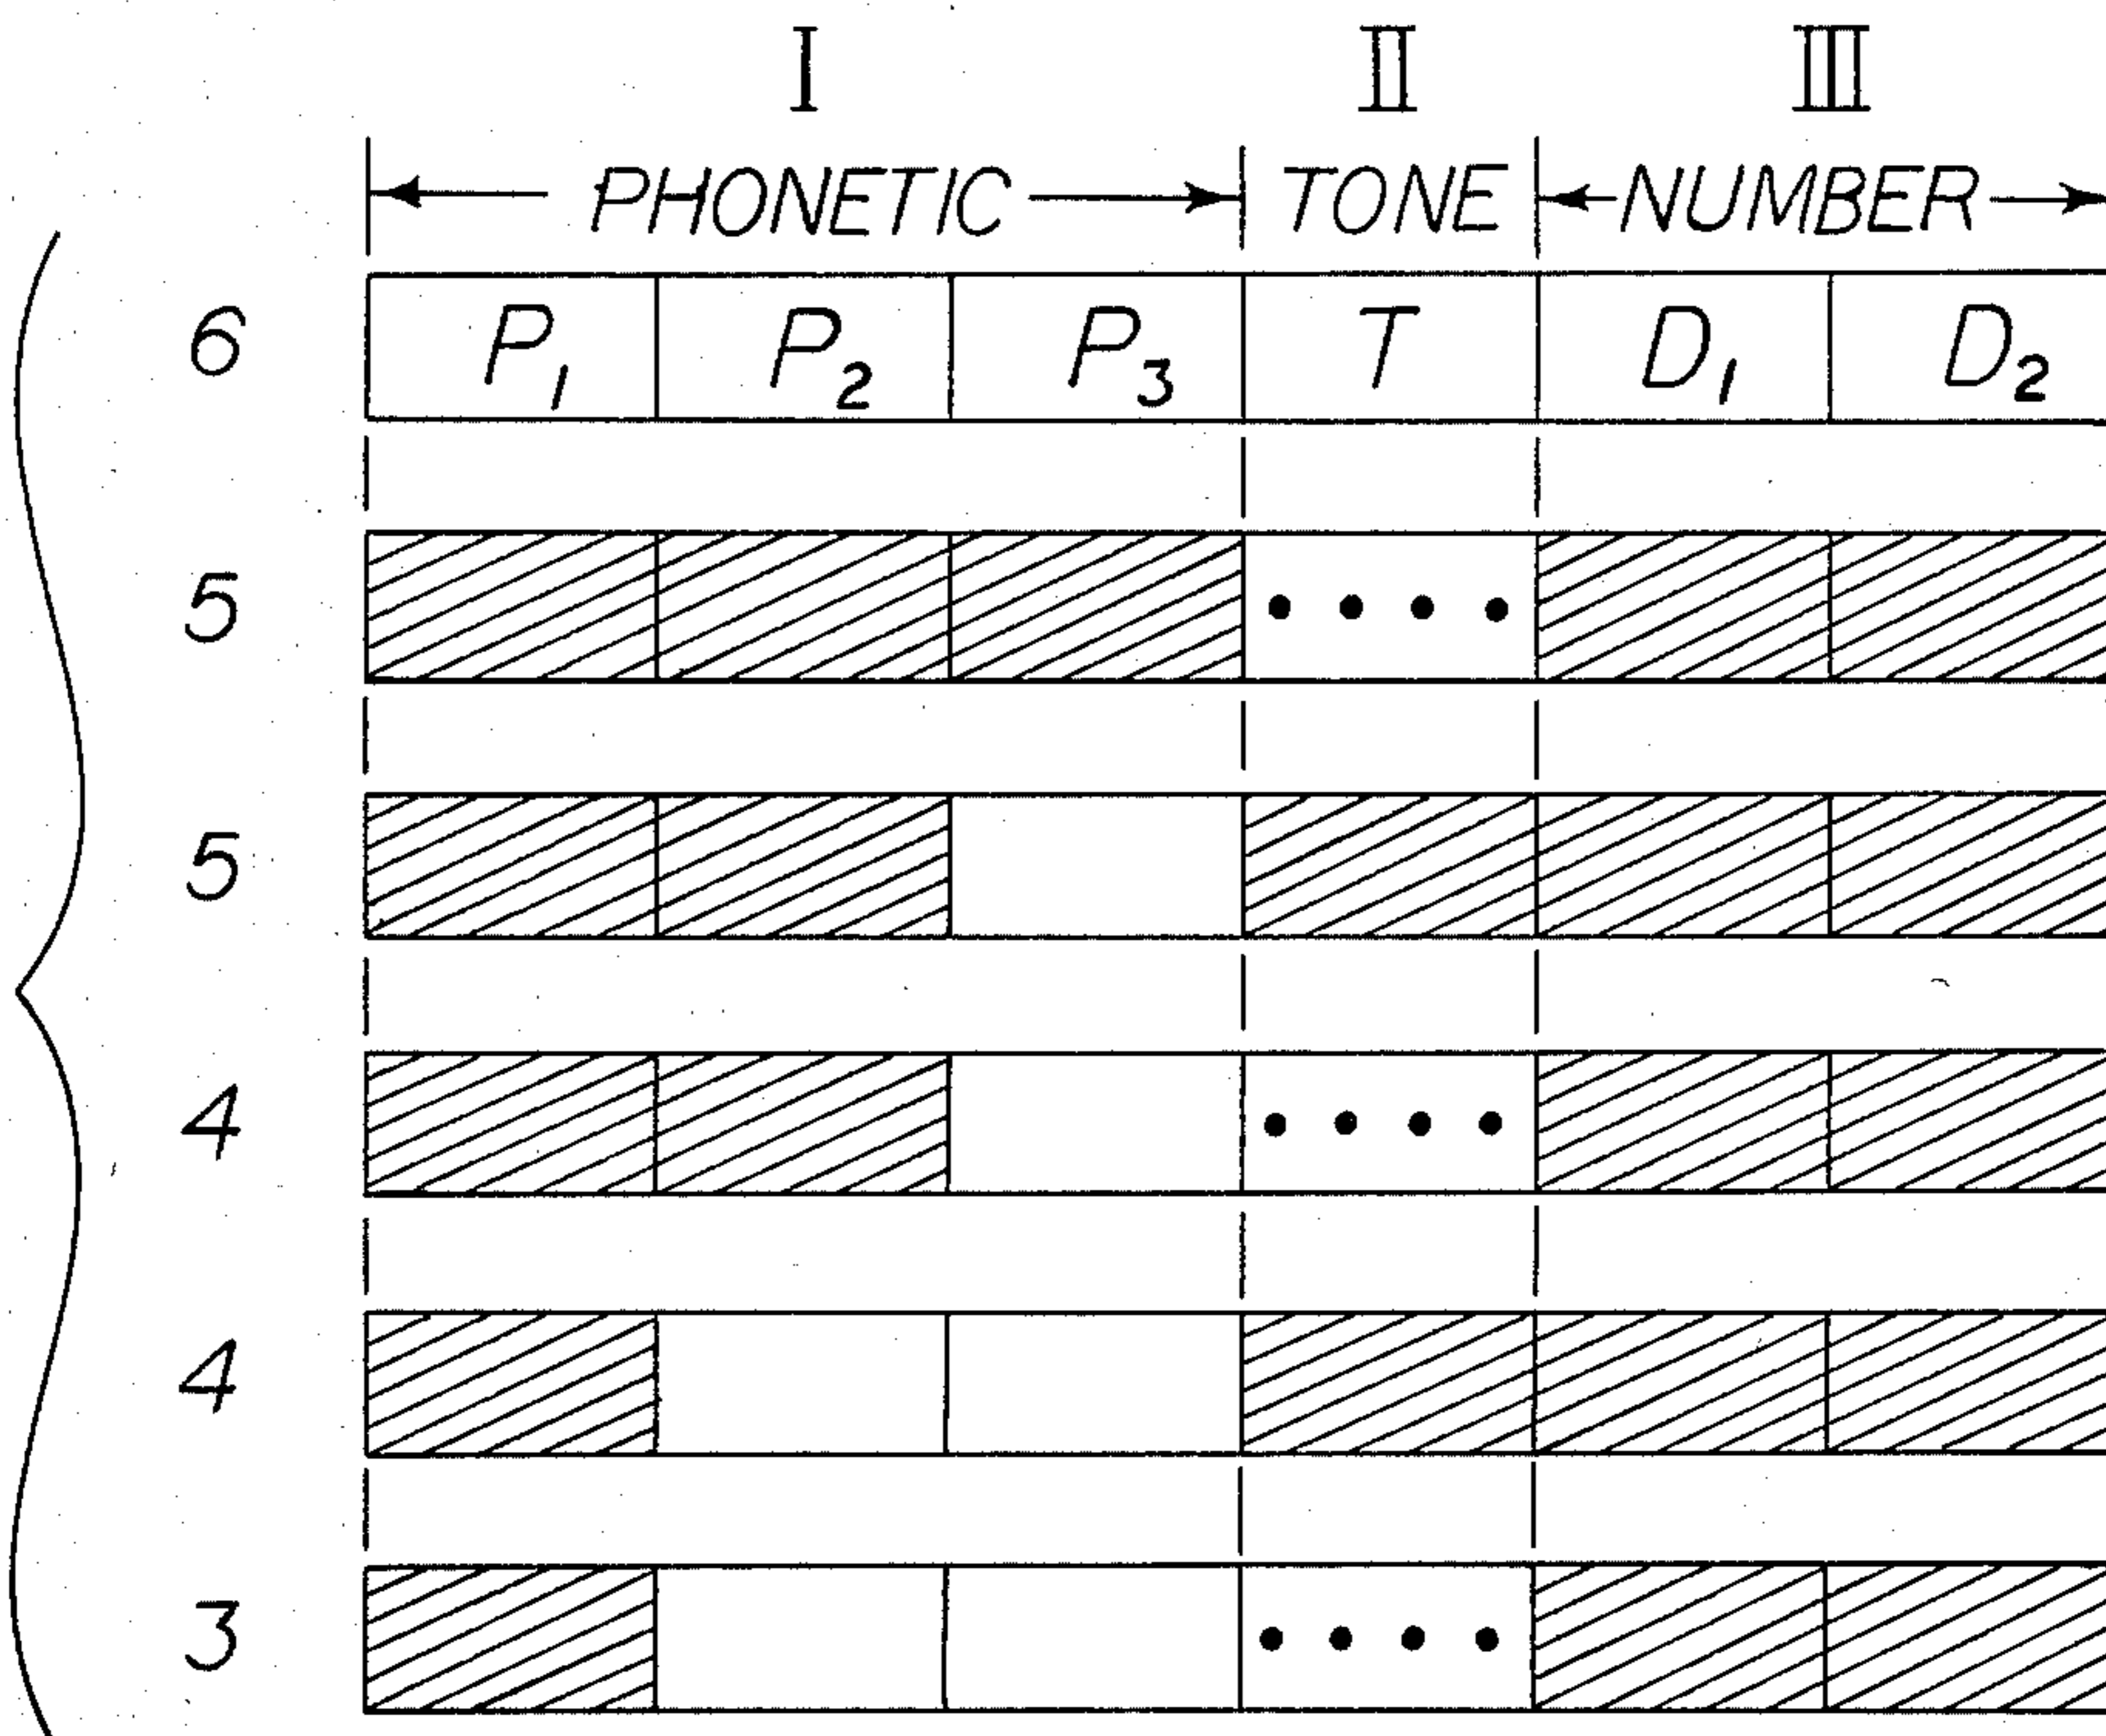 I II III
PHONETIC TONE NUMBER
6 P₁ P₂ P₃ T D₁ D₂
5 • • • •
5
4 • • • •
4
3 • • • •